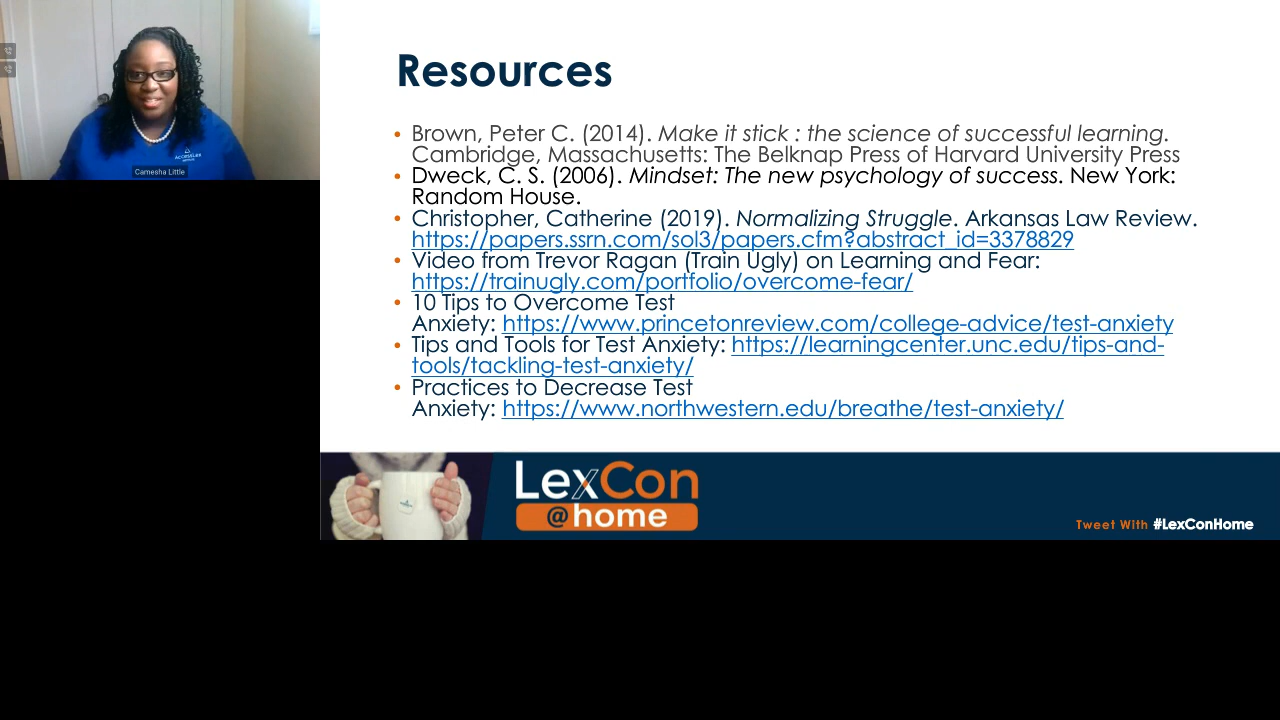 Resources
• Brown, Peter C. (2014). Make it stick : the science of successful learning.
Cambridge, Massachusetts: The Belknap Press of Harvard University Press
• Dweck, C. S. (2006). Mindset: The new psychology of success. New York:
Random House.
• Christopher, Catherine (2019). Normalizing Struggle. Arkansas Law Review.
https://papers.ssrn.com/sol3/papers.cfm?abstract_id=3378829
• Video from Trevor Ragan (Train Ugly) on Learning and Fear:
https://trainugly.com/portfolio/overcome-fear/
• 10 Tips to Overcome Test
Anxiety: https://www.princetonreview.com/college-advice/test-anxiety
• Tips and Tools for Test Anxiety: https://learningcenter.unc.edu/tips-and-
tools/tackling-test-anxiety/
• Practices to Decrease Test
Anxiety: https://www.northwestern.edu/breathe/test-anxiety/
AccessLex
Camesha Little
LexCon
@home
Tweet With #LexConHome